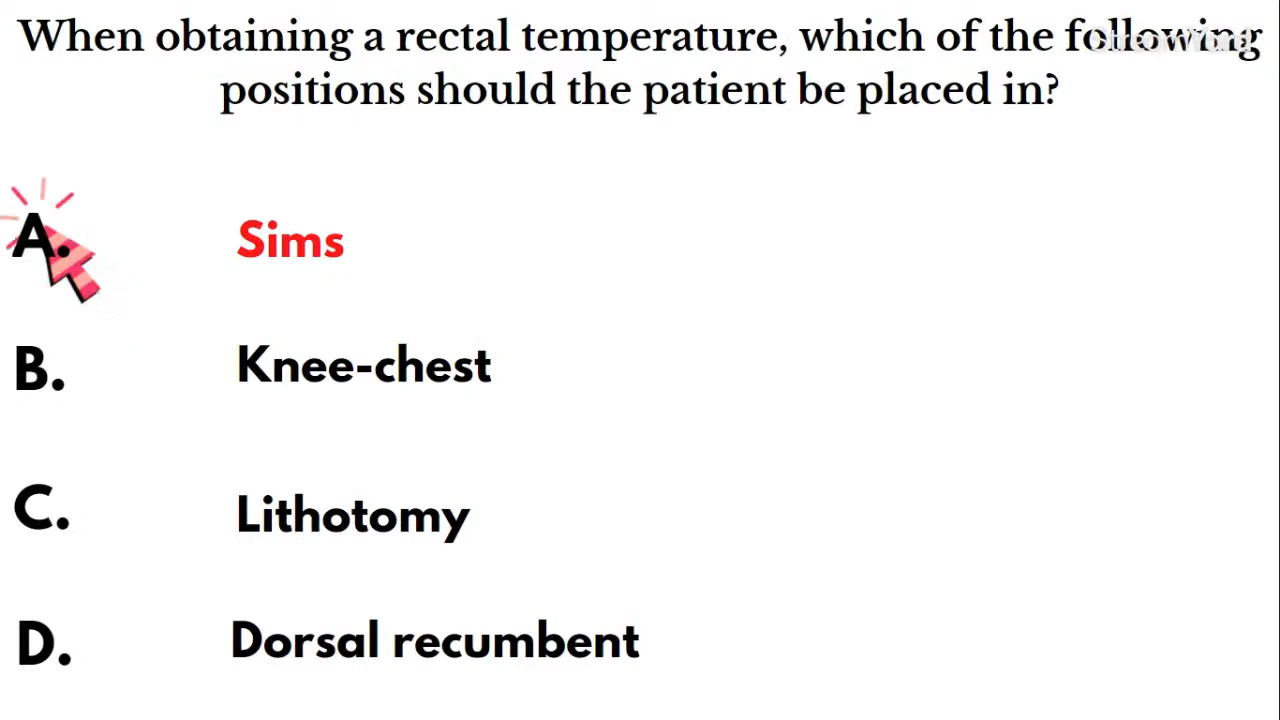 When obtaining a rectal temperature, which of the following
positions should the patient be placed in?
A. Sims
B. Knee-chest
C. Lithotomy
D. Dorsal recumbent